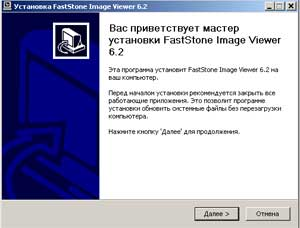 Установка FastStone Image Viewer 6.2
Вас приветствует мастер
установки FastStone Image Viewer
6.2
Эта программа установит FastStone Image Viewer 6.2 на
ваш компьютер.
Перед началом установки рекомендуется закрыть все
работающие приложения. Это позволит программе
установки обновить системные файлы без перезагрузки
компьютера.
Нажмите кнопку 'Далее' для продолжения.
Далее >
Отмена